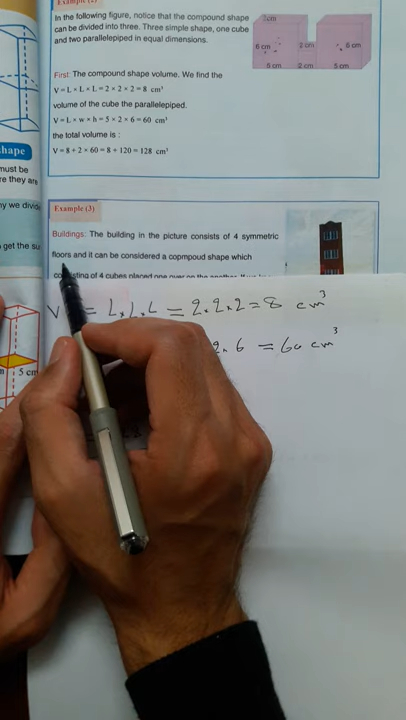 Example (2)
In the following figure, notice that the compound shape
can be divided into three. Three simple shape, one cube
and two parallelepiped in equal dimensions.
2cm
6 cm
2 cm
6 cm
5 cm
2 cm
5 cm
First: The compound shape volume. We find the
V = L × L × L = 2 × 2 × 2 = 8 cm³
volume of the cube the parallelepiped.
V = L × w × h = 5 × 2 × 6 = 60 cm³
the total volume is :
V = 8 + 2 × 60 = 8 + 120 = 128 cm³
hape
must be
re they are
Example (3)
Buildings: The building in the picture consists of 4 symmetric
floors and it can be considered a copmpoud shape which
of 4 cubes placed one over on the another
ny we divid
get the su
5 cm
V = L × L × L = 2 . 2 . 2 = 8 cm³
2 . 6 = 60 cm³